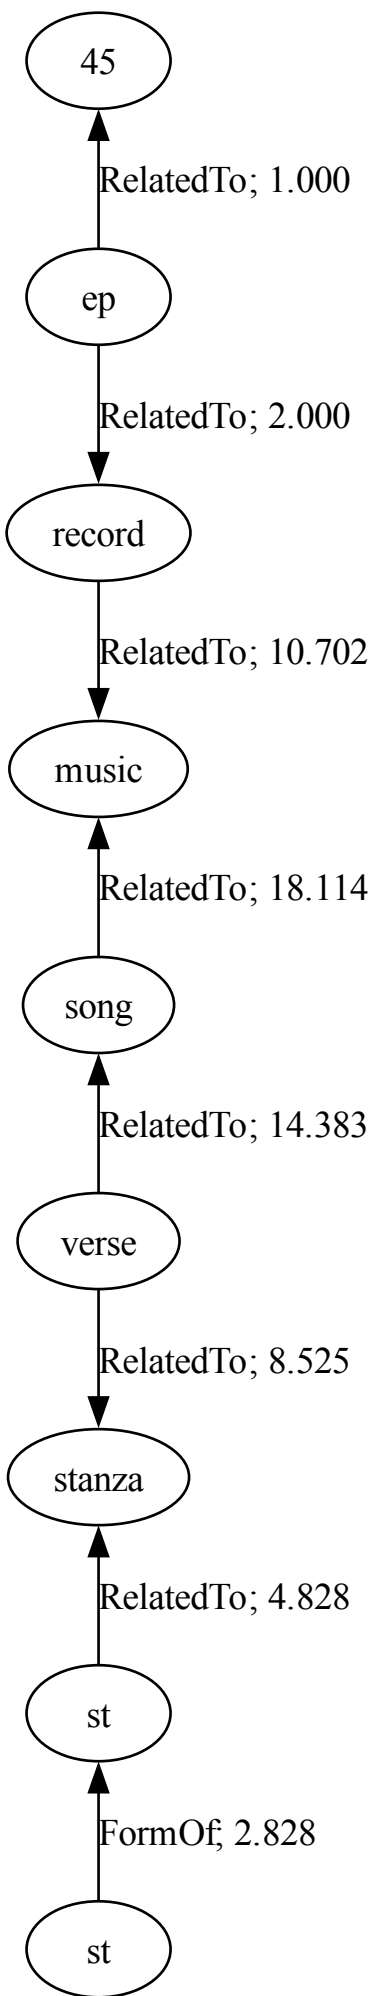 45
RelatedTo; 1.000
ep
RelatedTo; 2.000
record
RelatedTo; 10.702
music
RelatedTo; 18.114
song
RelatedTo; 14.383
verse
RelatedTo; 8.525
stanza
RelatedTo; 4.828
st
FormOf; 2.828
st